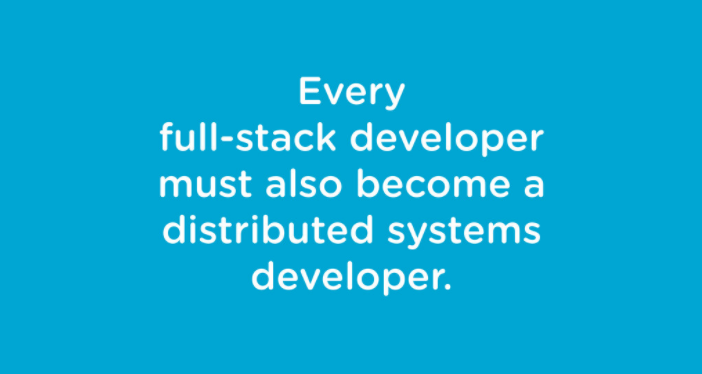 Every
full-stack developer
must also become a
distributed systems
developer.